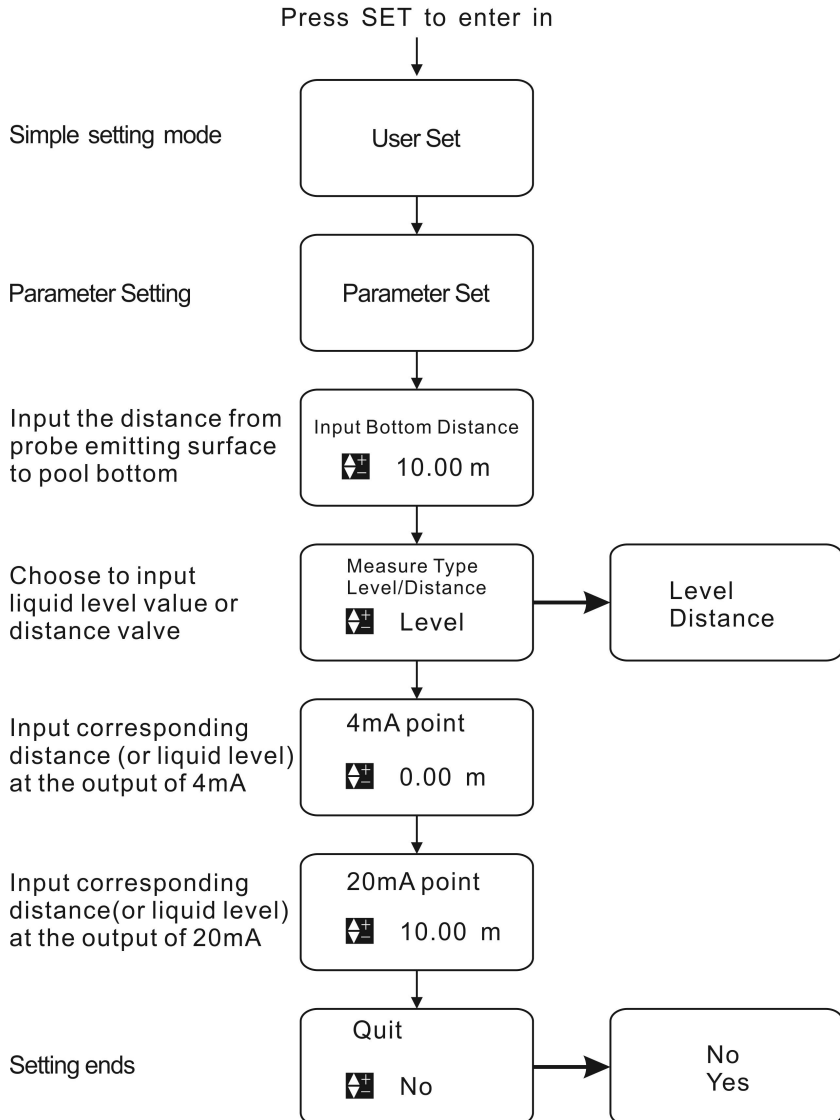 Press SET to enter in
Simple setting mode
User Set
Parameter Setting
Parameter Set
Input the distance from
probe emitting surface
to pool bottom
Input Bottom Distance
10.00 m
Choose to input
liquid level value or
distance valve
Measure Type
Level/Distance
Level
Level
Distance
Input corresponding
distance (or liquid level)
at the output of 4mA
4mA point
0.00 m
Input corresponding
distance(or liquid level)
at the output of 20mA
20mA point
10.00 m
Setting ends
Quit
No
No
Yes